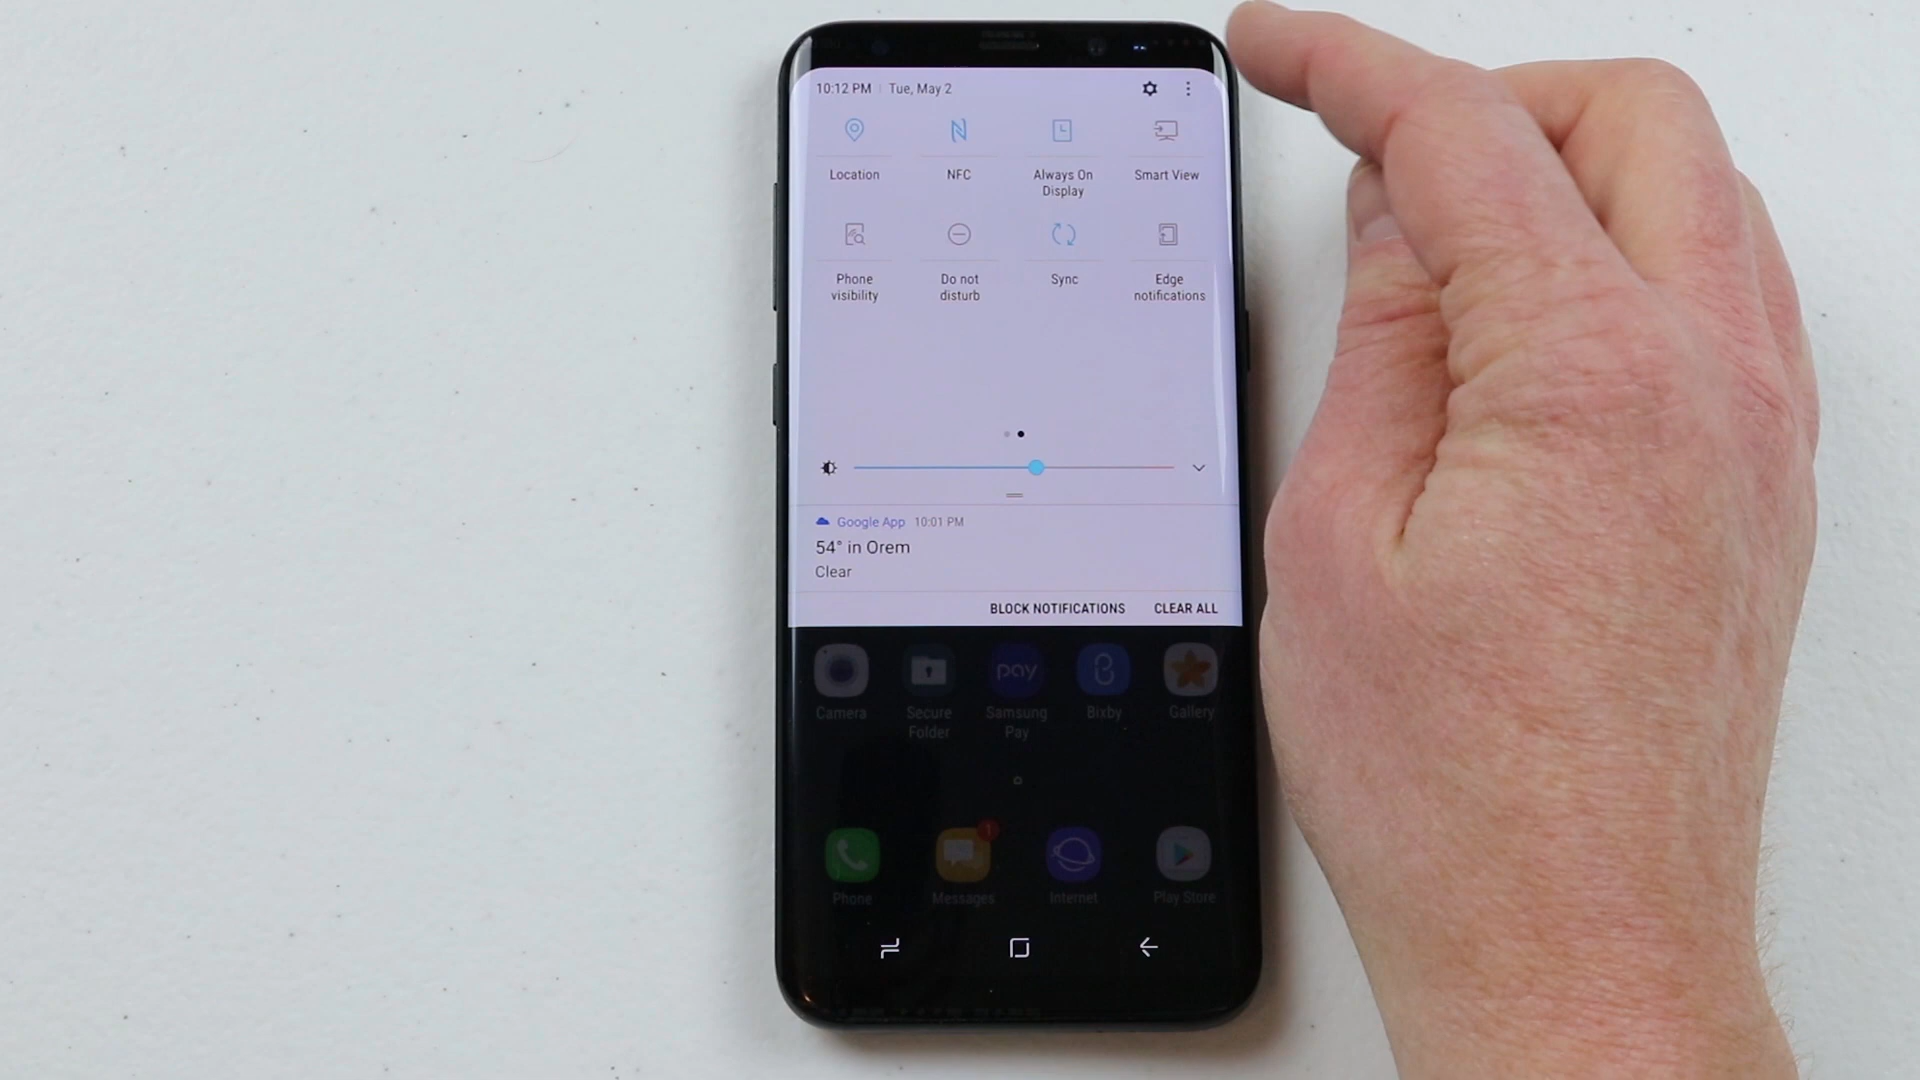 10:12 PM | Tue, May 2
Location NFC Always On Smart View
Display
Phone Do not Sync Edge
visibility disturb notifications
Google App 10:01 PM
54° in Orem
Clear
BLOCK NOTIFICATIONS CLEAR ALL
pay
Camera Secure Samsung Bixby Gallery
Folder Pay
1
Phone Messages Internet Play Store